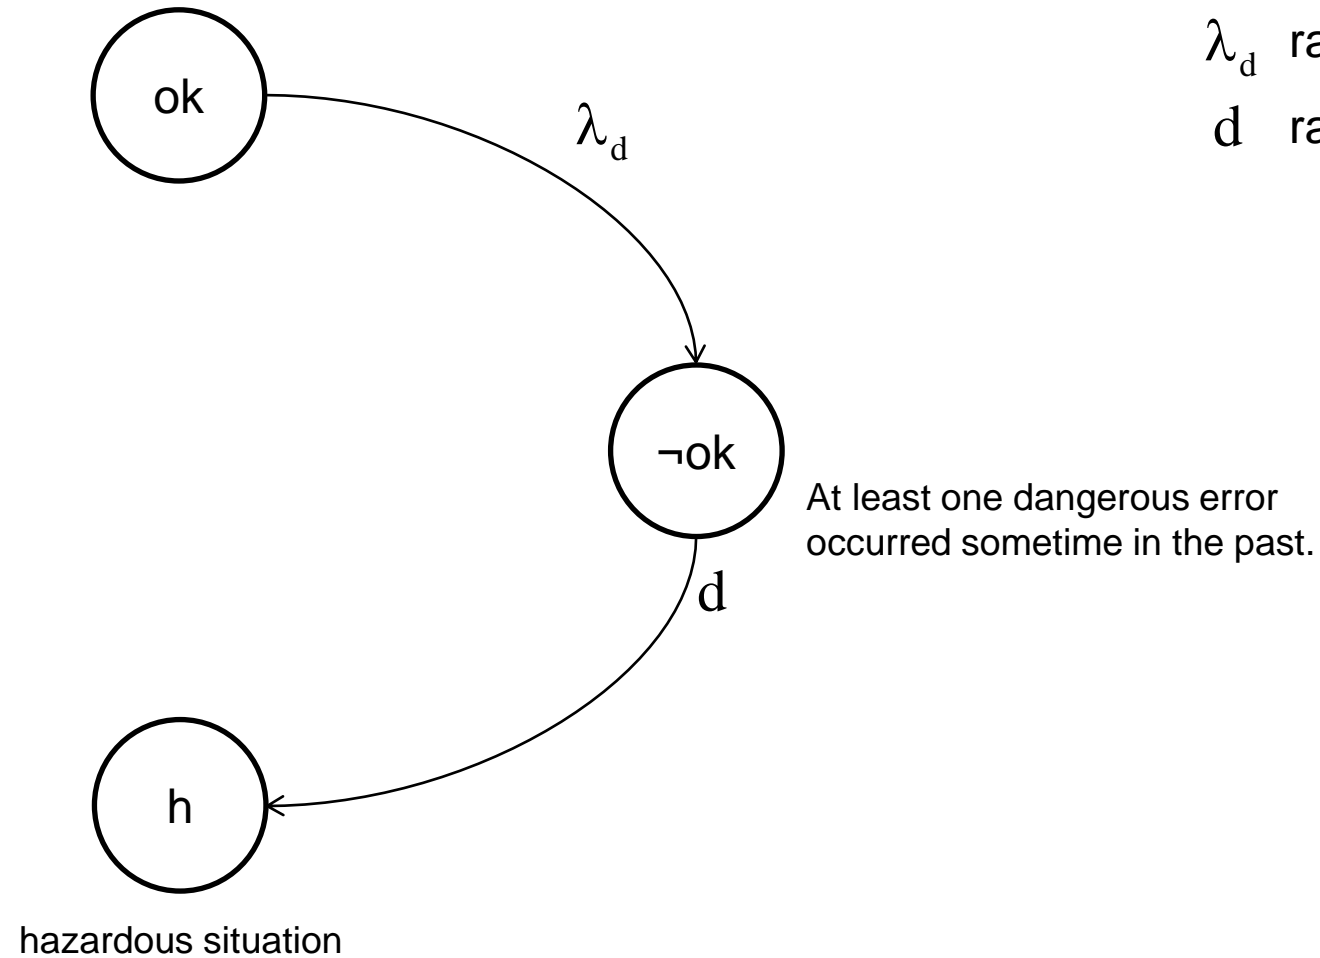 ok
λd
λd ra
d ra
¬ok
At least one dangerous error
occurred sometime in the past.
d
h
hazardous situation